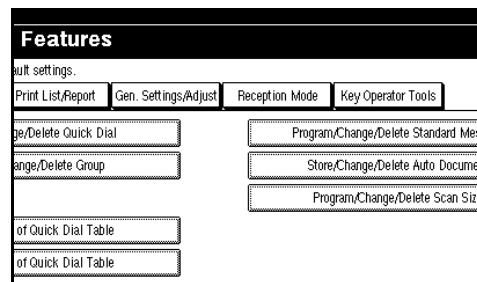 Features
ault settings.
Print List/Report Gen. Settings/Adjust Reception Mode Key Operator Tools
ge/Delete Quick Dial Program/Change/Delete Standard Mes
ange/Delete Group Store/Change/Delete Auto Docume
Program/Change/Delete Scan Siz
of Quick Dial Table
of Quick Dial Table